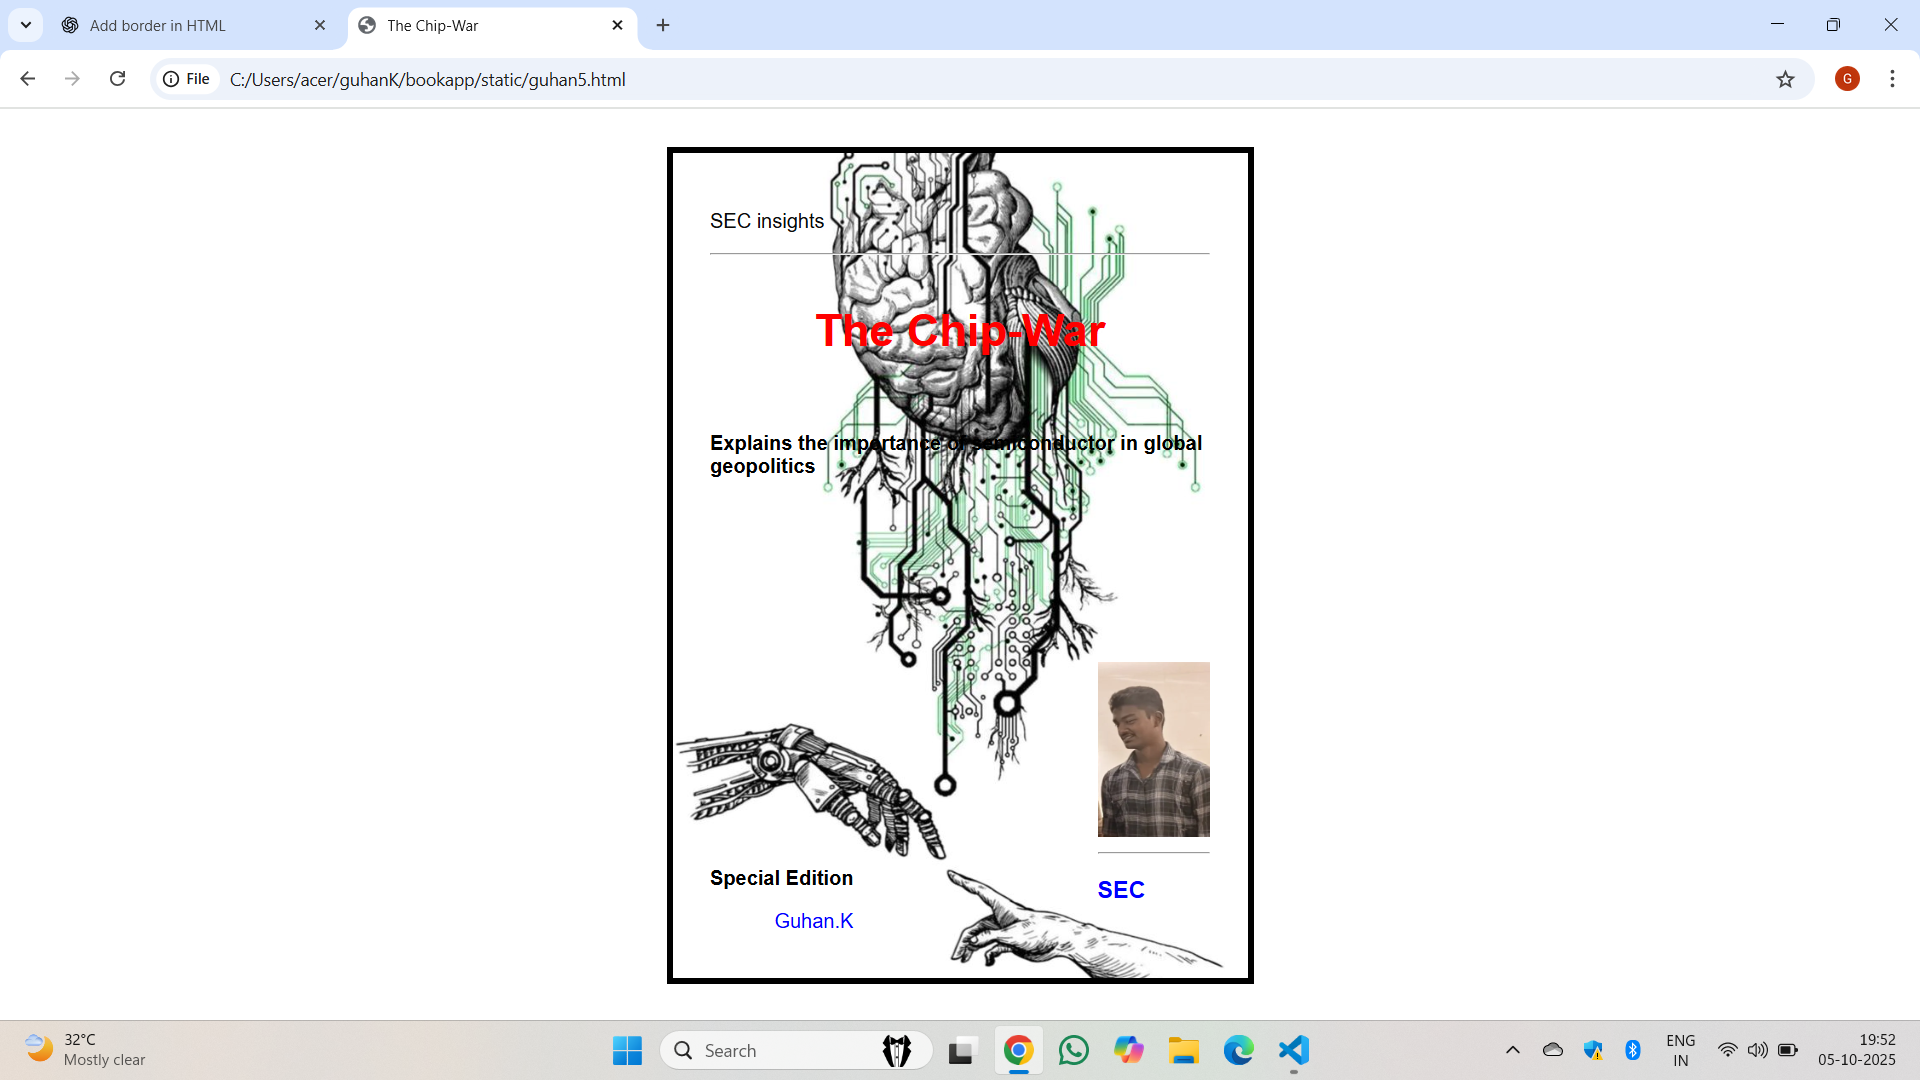 Add border in HTML
The Chip-War
File
C:/Users/acer/guhanK/bookapp/static/guhan5.html
G
SEC insights
The Chip-War
Explains the importance of semiconductor in global
geopolitics
Special Edition
Guhan.K
SEC
32°C
Mostly clear
Search
ENG
IN
19:52
05-10-2025